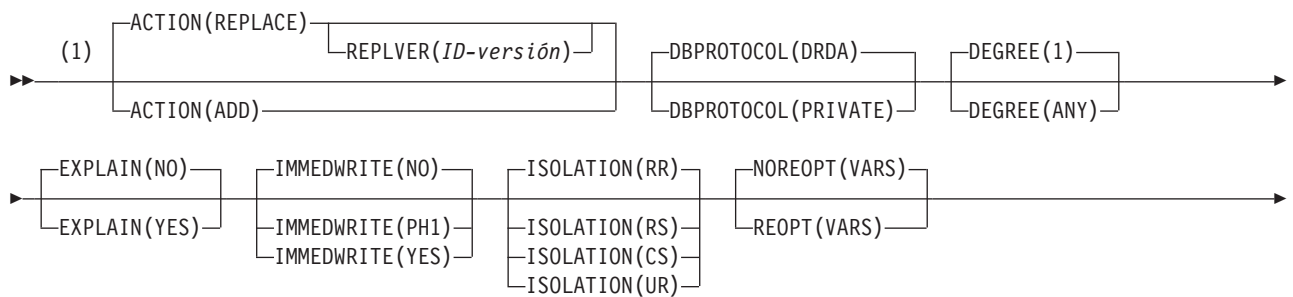 ACTION(REPLACE)
(1) REPLVER(ID-versión) DBPROTOCOL(DRDA) DEGREE(1)
ACTION(ADD) DBPROTOCOL(PRIVATE) DEGREE(ANY)
EXPLAIN(NO) IMMEDWRITE(NO) ISOLATION(RR) NOREOPT(VARS)
EXPLAIN(YES) IMMEDWRITE(PH1) ISOLATION(RS) REOPT(VARS)
IMMEDWRITE(YES) ISOLATION(CS)
ISOLATION(UR)